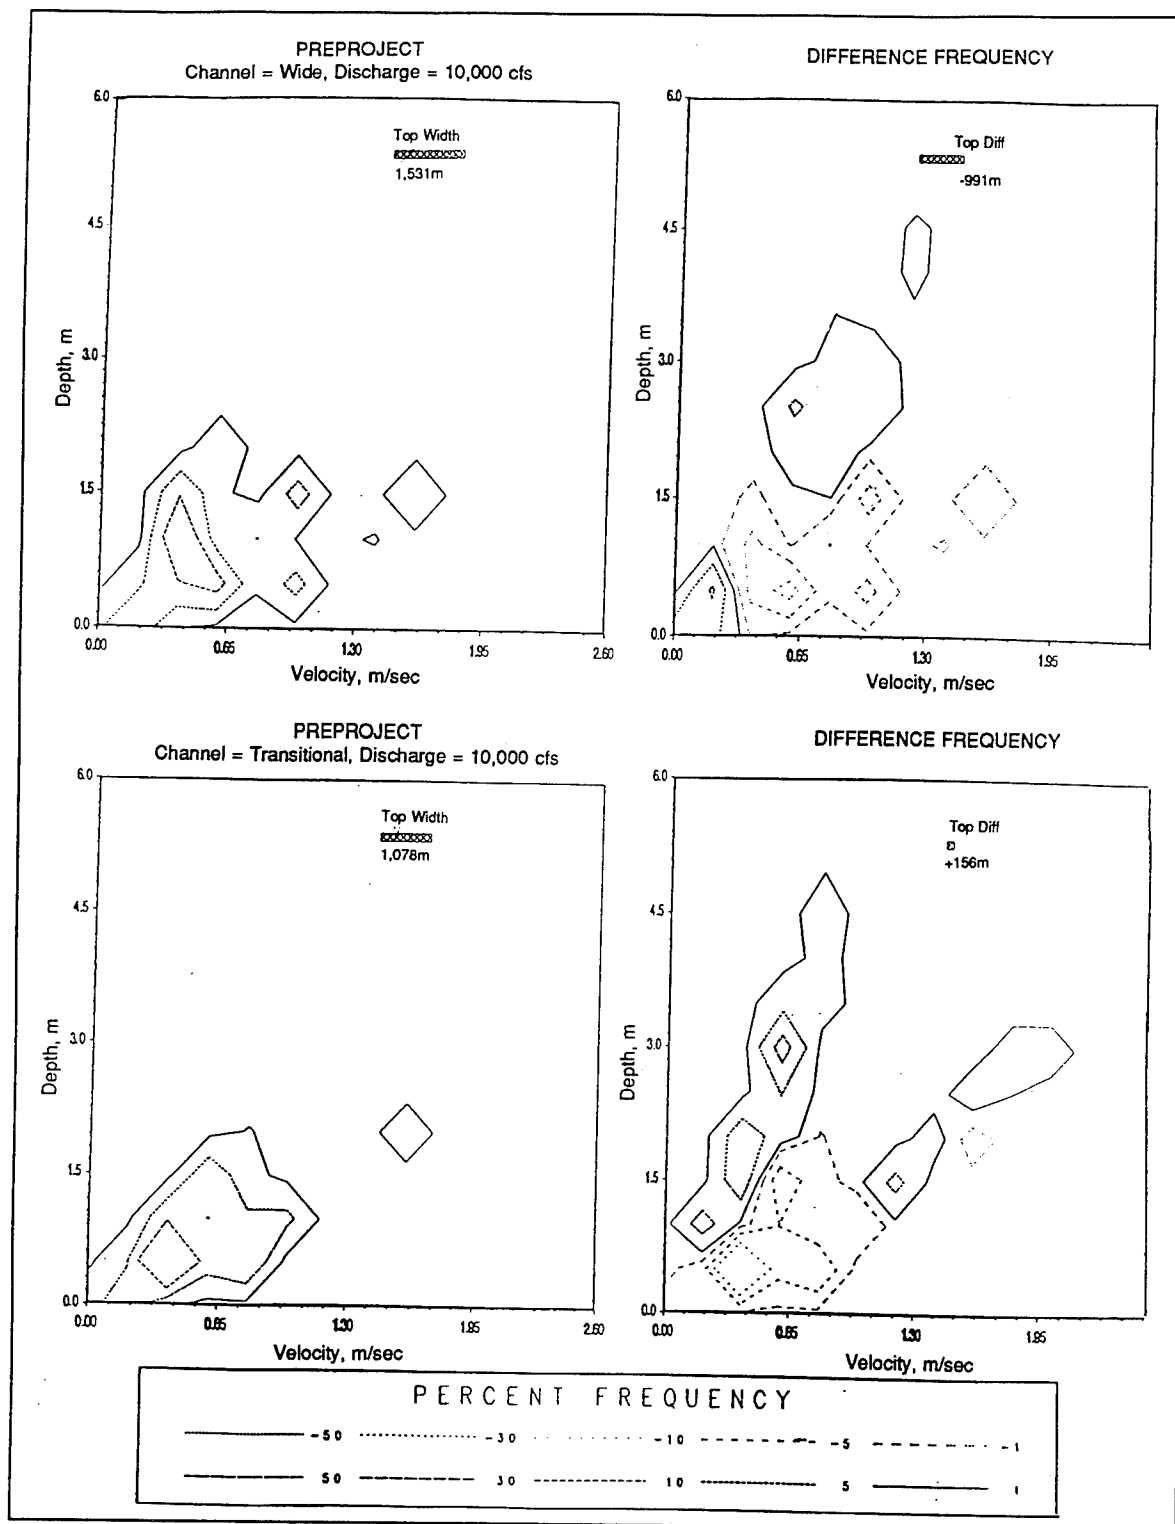 PREPROJECT
Channel = Wide, Discharge = 10,000 cfs
6.0
4.5
3.0
1.5
0.0
Depth, m
Top Width
1,531m
0.00
0.65
1.30
1.95
2.60
Velocity, m/sec
DIFFERENCE FREQUENCY
6.0
4.5
3.0
1.5
0.0
Depth, m
Top Diff
-991m
0.00
0.65
1.30
1.95
Velocity, m/sec
PREPROJECT
Channel = Transitional, Discharge = 10,000 cfs
6.0
4.5
3.0
1.5
0.0
Depth, m
Top Width
1,078m
0.00
0.65
1.30
1.95
2.60
Velocity, m/sec
DIFFERENCE FREQUENCY
6.0
4.5
3.0
1.5
0.0
Depth, m
Top Diff
+156m
0.00
0.65
1.30
1.95
Velocity, m/sec
PERCENT FREQUENCY
-50 -30 -10 -5 -1
50 30 10 5 1